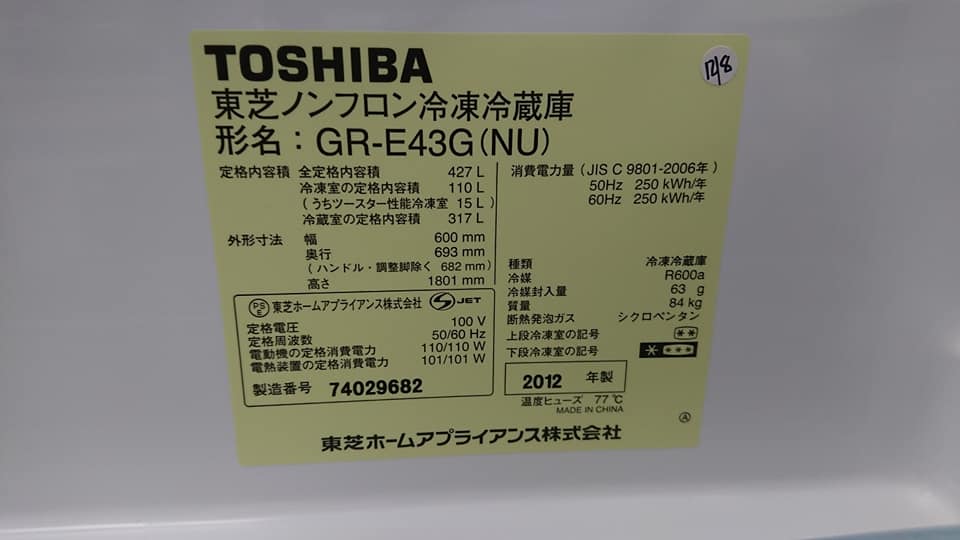 TOSHIBA
東芝ノンフロン冷凍冷蔵庫
形名：GR-E43G(NU)
定格内容積 全定格内容積 427 L
冷凍室の定格内容積 110 L
（うちツースター性能冷凍室 15 L）
冷蔵室の定格内容積 317 L
外形寸法 幅 600 mm
奥行 693 mm
（ハンドル・調整脚除く 682 mm）
高さ 1801 mm
PSE 東芝ホームアプライアンス株式会社 S JET
定格電圧 100 V
定格周波数 50/60 Hz
電動機の定格消費電力 110/110 W
電熱装置の定格消費電力 101/101 W
製造番号 74029682
消費電力量（JIS C 9801-2006年）
50Hz 250 kWh/年
60Hz 250 kWh/年
種類 冷凍冷蔵庫
冷媒 R600a
冷媒封入量 63 g
質量 84 kg
断熱発泡ガス シクロペンタン
上段冷凍室の記号 **
下段冷凍室の記号 * ***
2012 年製
温度ヒューズ 77℃
MADE IN CHINA
Ⓐ
東芝ホームアプライアンス株式会社